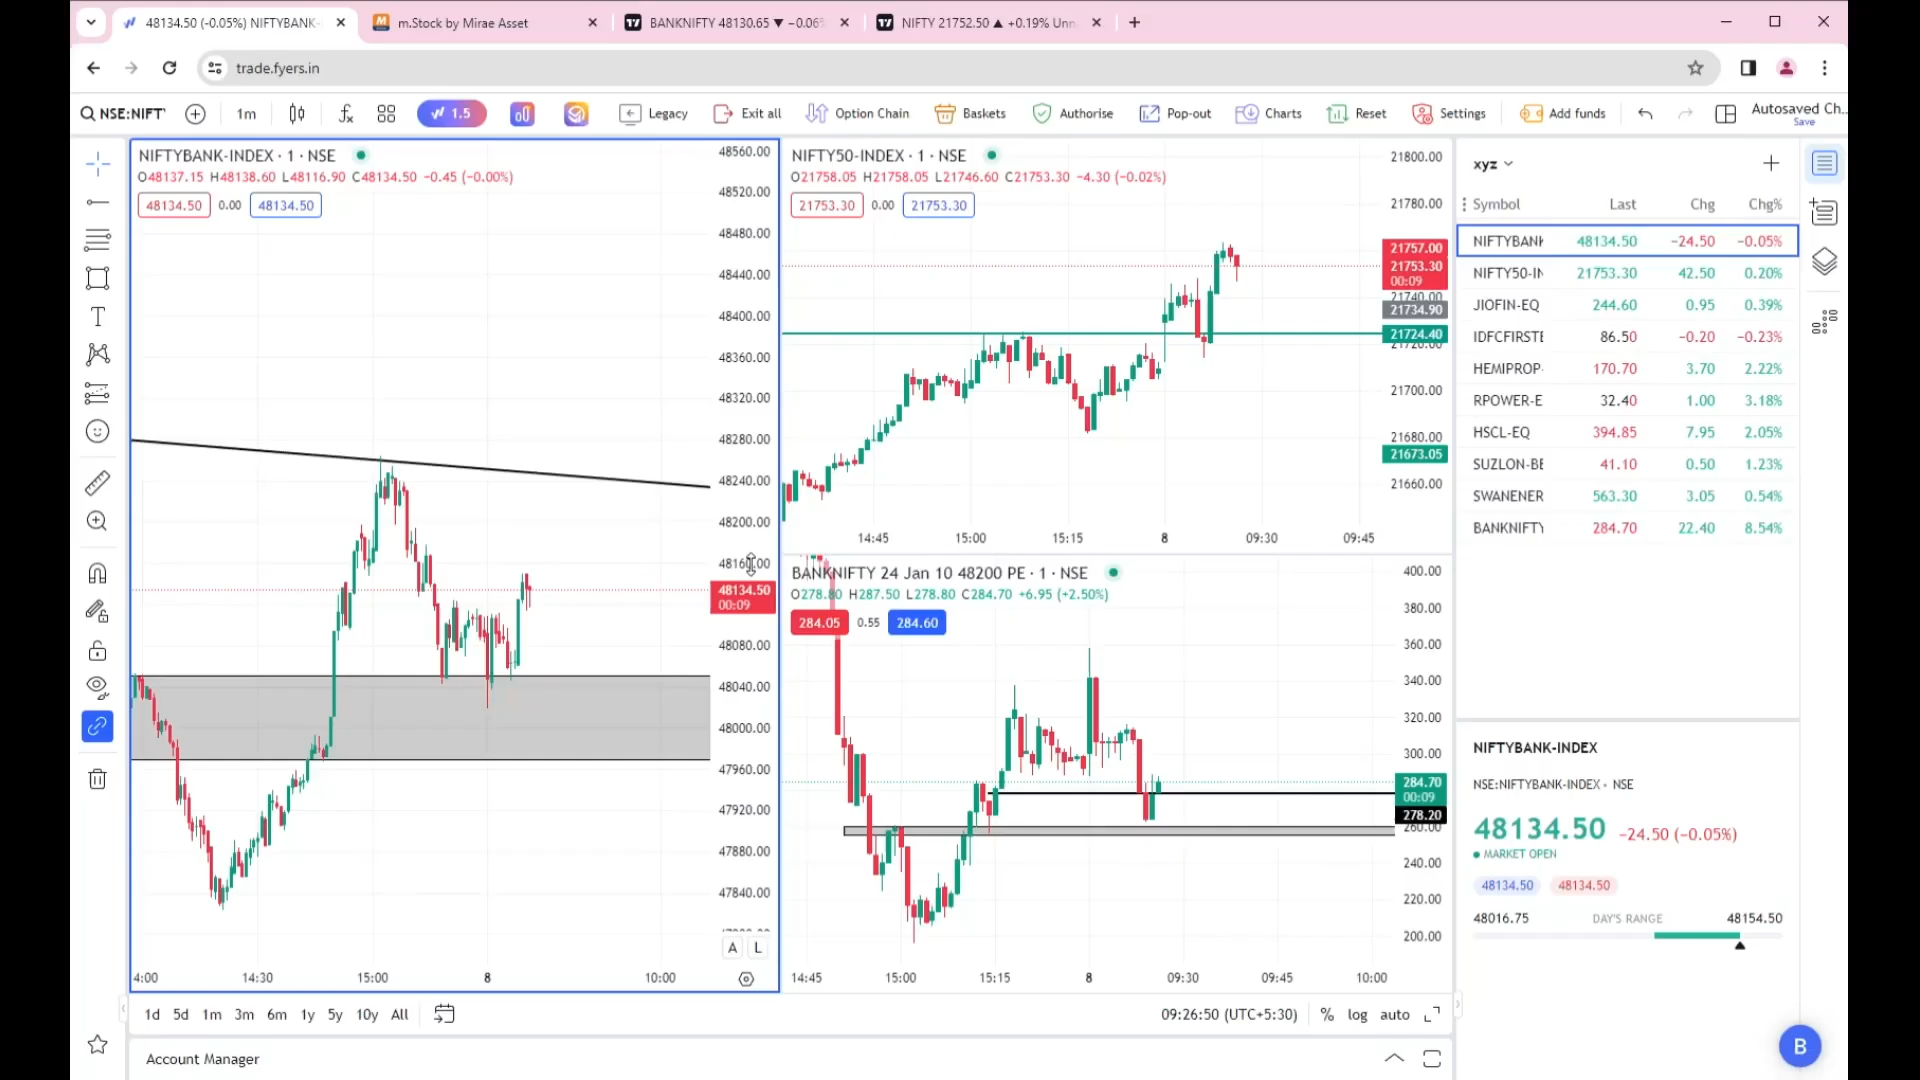 48134.50 (-0.05%) NIFTYBANK-
m.Stock by Mirae Asset
BANKNIFTY 48130.65 ▼ −0.06%
NIFTY 21752.50 ▲ +0.19% Unn
trade.fyers.in
NSE:NIFTY
1m
1.5
Legacy
Exit all
Option Chain
Baskets
Authorise
Pop-out
Charts
Reset
Settings
Add funds
Autosaved Ch...
Save
NIFTYBANK-INDEX · 1 · NSE
O48137.15 H48138.60 L48116.90 C48134.50 −0.45 (−0.00%)
48134.50 0.00 48134.50
48560.00
48520.00
48480.00
48440.00
48400.00
48360.00
48320.00
48280.00
48240.00
48200.00
48160.00
48134.50
00:09
48080.00
48040.00
48000.00
47960.00
47920.00
47880.00
47840.00
A L
4:00 14:30 15:00 8 10:00
NIFTY50-INDEX · 1 · NSE
O21758.05 H21758.05 L21746.60 C21753.30 −4.30 (−0.02%)
21753.30 0.00 21753.30
21800.00
21780.00
21757.00
21753.30
00:09
21740.00
21734.90
21724.40
21720.00
21700.00
21680.00
21673.05
21660.00
14:45 15:00 15:15 8 09:30 09:45
BANKNIFTY 24 Jan 10 48200 PE · 1 · NSE
O278.80 H287.50 L278.80 C284.70 +6.95 (+2.50%)
284.05 0.55 284.60
400.00
380.00
360.00
340.00
320.00
300.00
284.70
00:09
278.20
260.00
240.00
220.00
200.00
14:45 15:00 15:15 8 09:30 09:45 10:00
1d 5d 1m 3m 6m 1y 5y 10y All
09:26:50 (UTC+5:30) % log auto
Account Manager
xyz
Symbol Last Chg Chg%
NIFTYBANK 48134.50 −24.50 −0.05%
NIFTY50-IN 21753.30 42.50 0.20%
JIOFIN-EQ 244.60 0.95 0.39%
IDFCFIRSTE 86.50 −0.20 −0.23%
HEMIPROP- 170.70 3.70 2.22%
RPOWER-E 32.40 1.00 3.18%
HSCL-EQ 394.85 7.95 2.05%
SUZLON-BE 41.10 0.50 1.23%
SWANENER 563.30 3.05 0.54%
BANKNIFTY 284.70 22.40 8.54%
NIFTYBANK-INDEX
NSE:NIFTYBANK-INDEX · NSE
48134.50 −24.50 (−0.05%)
MARKET OPEN
48134.50 48134.50
48016.75 DAY'S RANGE 48154.50
B